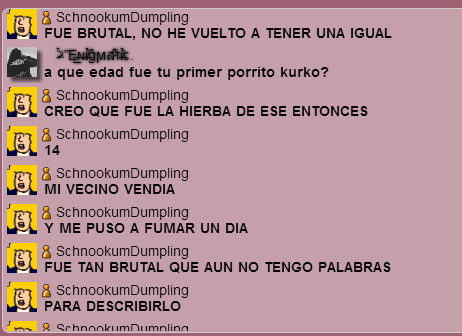 SchnookumDumpling
FUE BRUTAL, NO HE VUELTO A TENER UNA IGUAL
Enigmatic.
a que edad fue tu primer porrito kurko?
SchnookumDumpling
CREO QUE FUE LA HIERBA DE ESE ENTONCES
SchnookumDumpling
14
SchnookumDumpling
MI VECINO VENDIA
SchnookumDumpling
Y ME PUSO A FUMAR UN DIA
SchnookumDumpling
FUE TAN BRUTAL QUE AUN NO TENGO PALABRAS
SchnookumDumpling
PARA DESCRIBIRLO
SchnookumDumpling